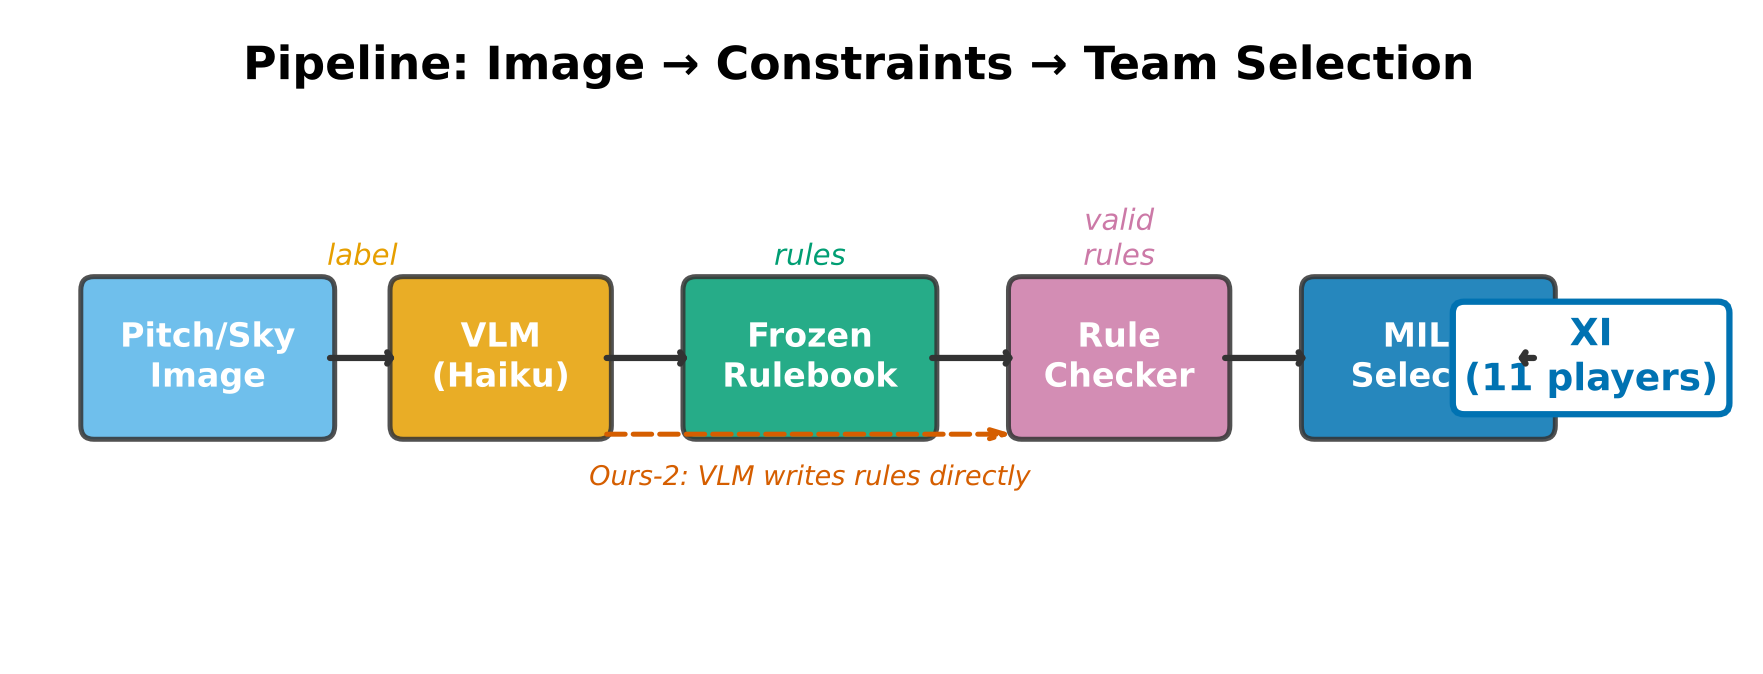 Pipeline: Image → Constraints → Team Selection
label
rules
valid
rules
Pitch/Sky
Image
VLM
(Haiku)
Frozen
Rulebook
Rule
Checker
XI
(11 players)
Ours-2: VLM writes rules directly